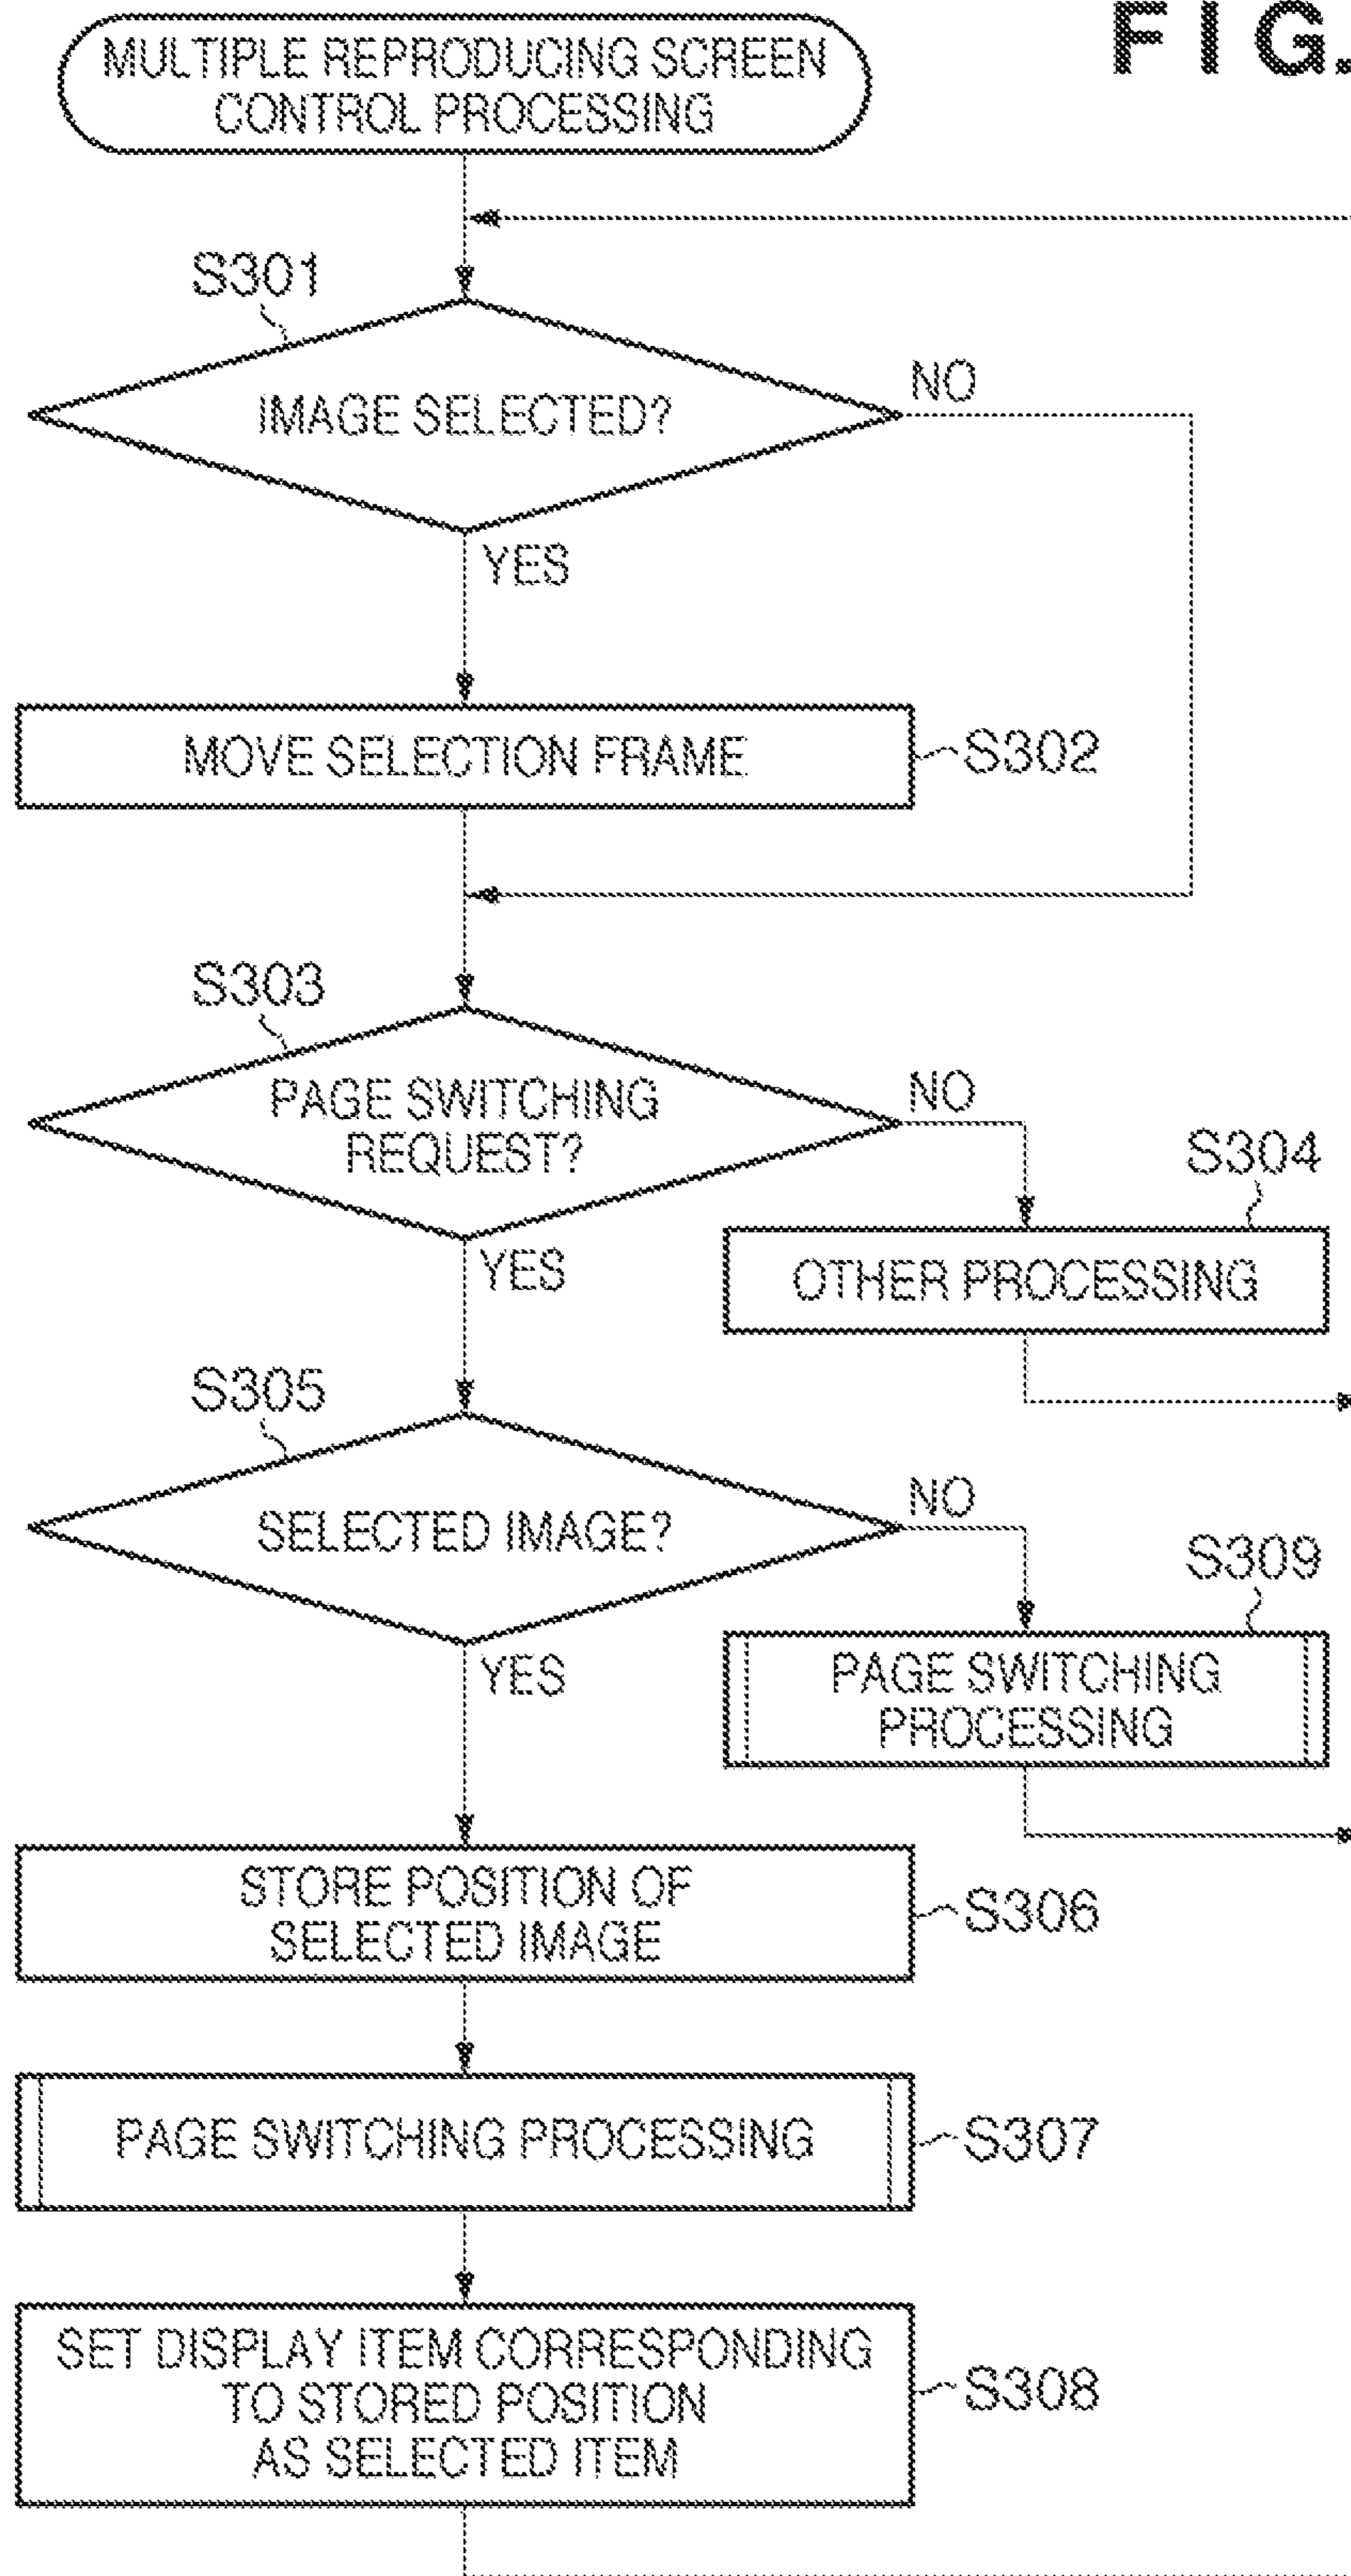 FIG.
MULTIPLE REPRODUCING SCREEN
CONTROL PROCESSING
S301
IMAGE SELECTED?
NO
YES
MOVE SELECTION FRAME
S302
S303
PAGE SWITCHING
REQUEST?
NO
YES
S304
OTHER PROCESSING
S305
SELECTED IMAGE?
NO
YES
S309
PAGE SWITCHING
PROCESSING
STORE POSITION OF
SELECTED IMAGE
S306
PAGE SWITCHING PROCESSING
S307
SET DISPLAY ITEM CORRESPONDING
TO STORED POSITION
AS SELECTED ITEM
S308